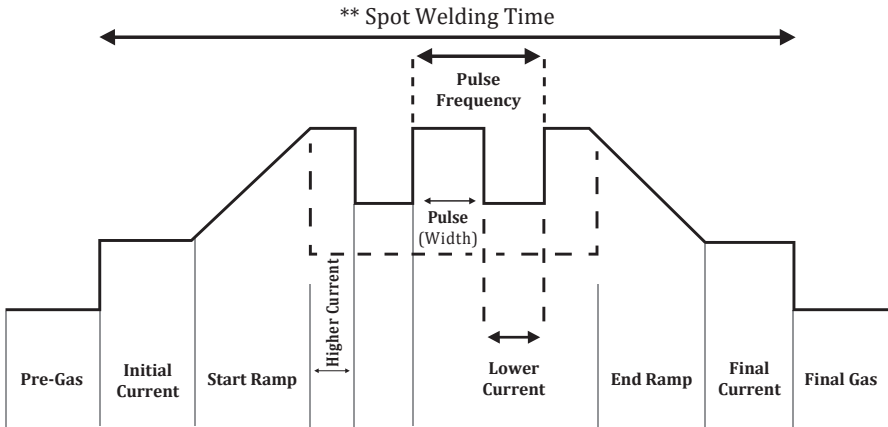 ** Spot Welding Time
Pulse
Frequency
Pulse
(Width)
Higher Current
Pre-Gas
Initial
Current
Start Ramp
Lower
Current
End Ramp
Final
Current
Final Gas